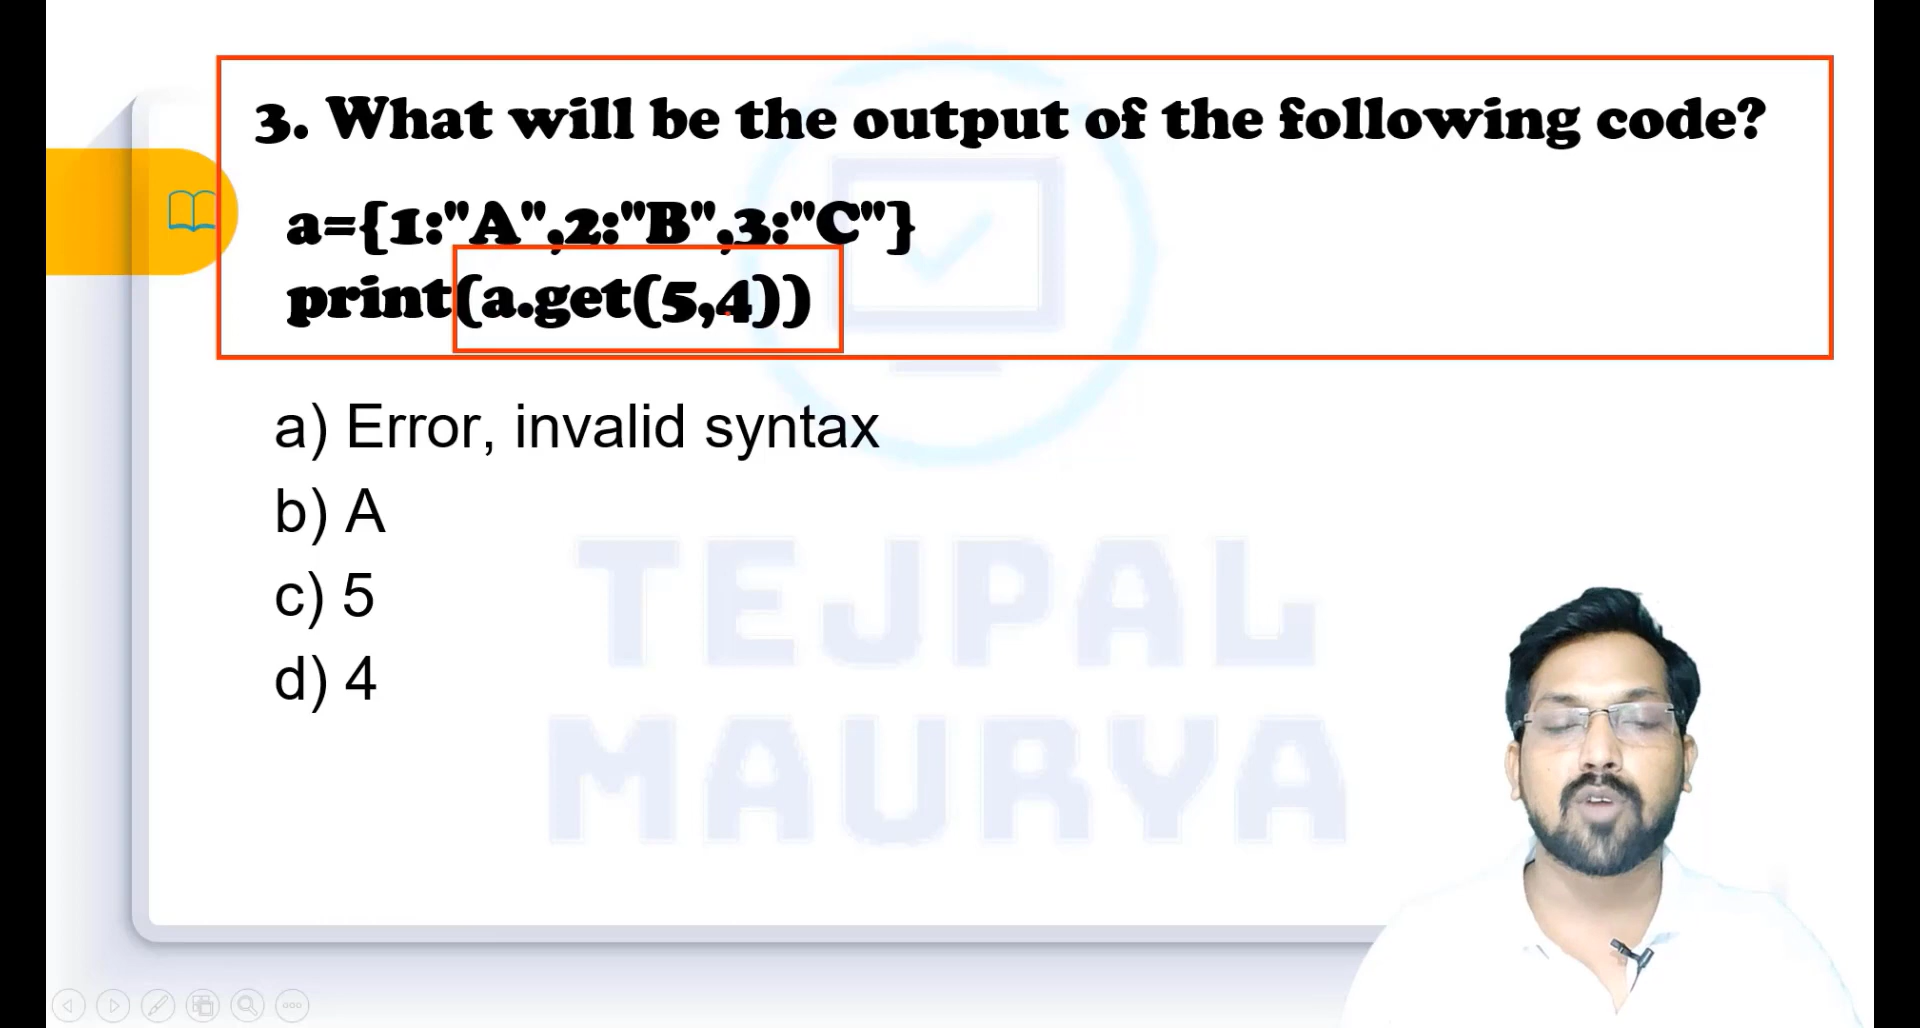 3. What will be the output of the following code?
a={1:"A",2:"B",3:"C"}
print(a.get(5,4))
a) Error, invalid syntax
b) A
c) 5
d) 4
TEJPAL
MAURYA